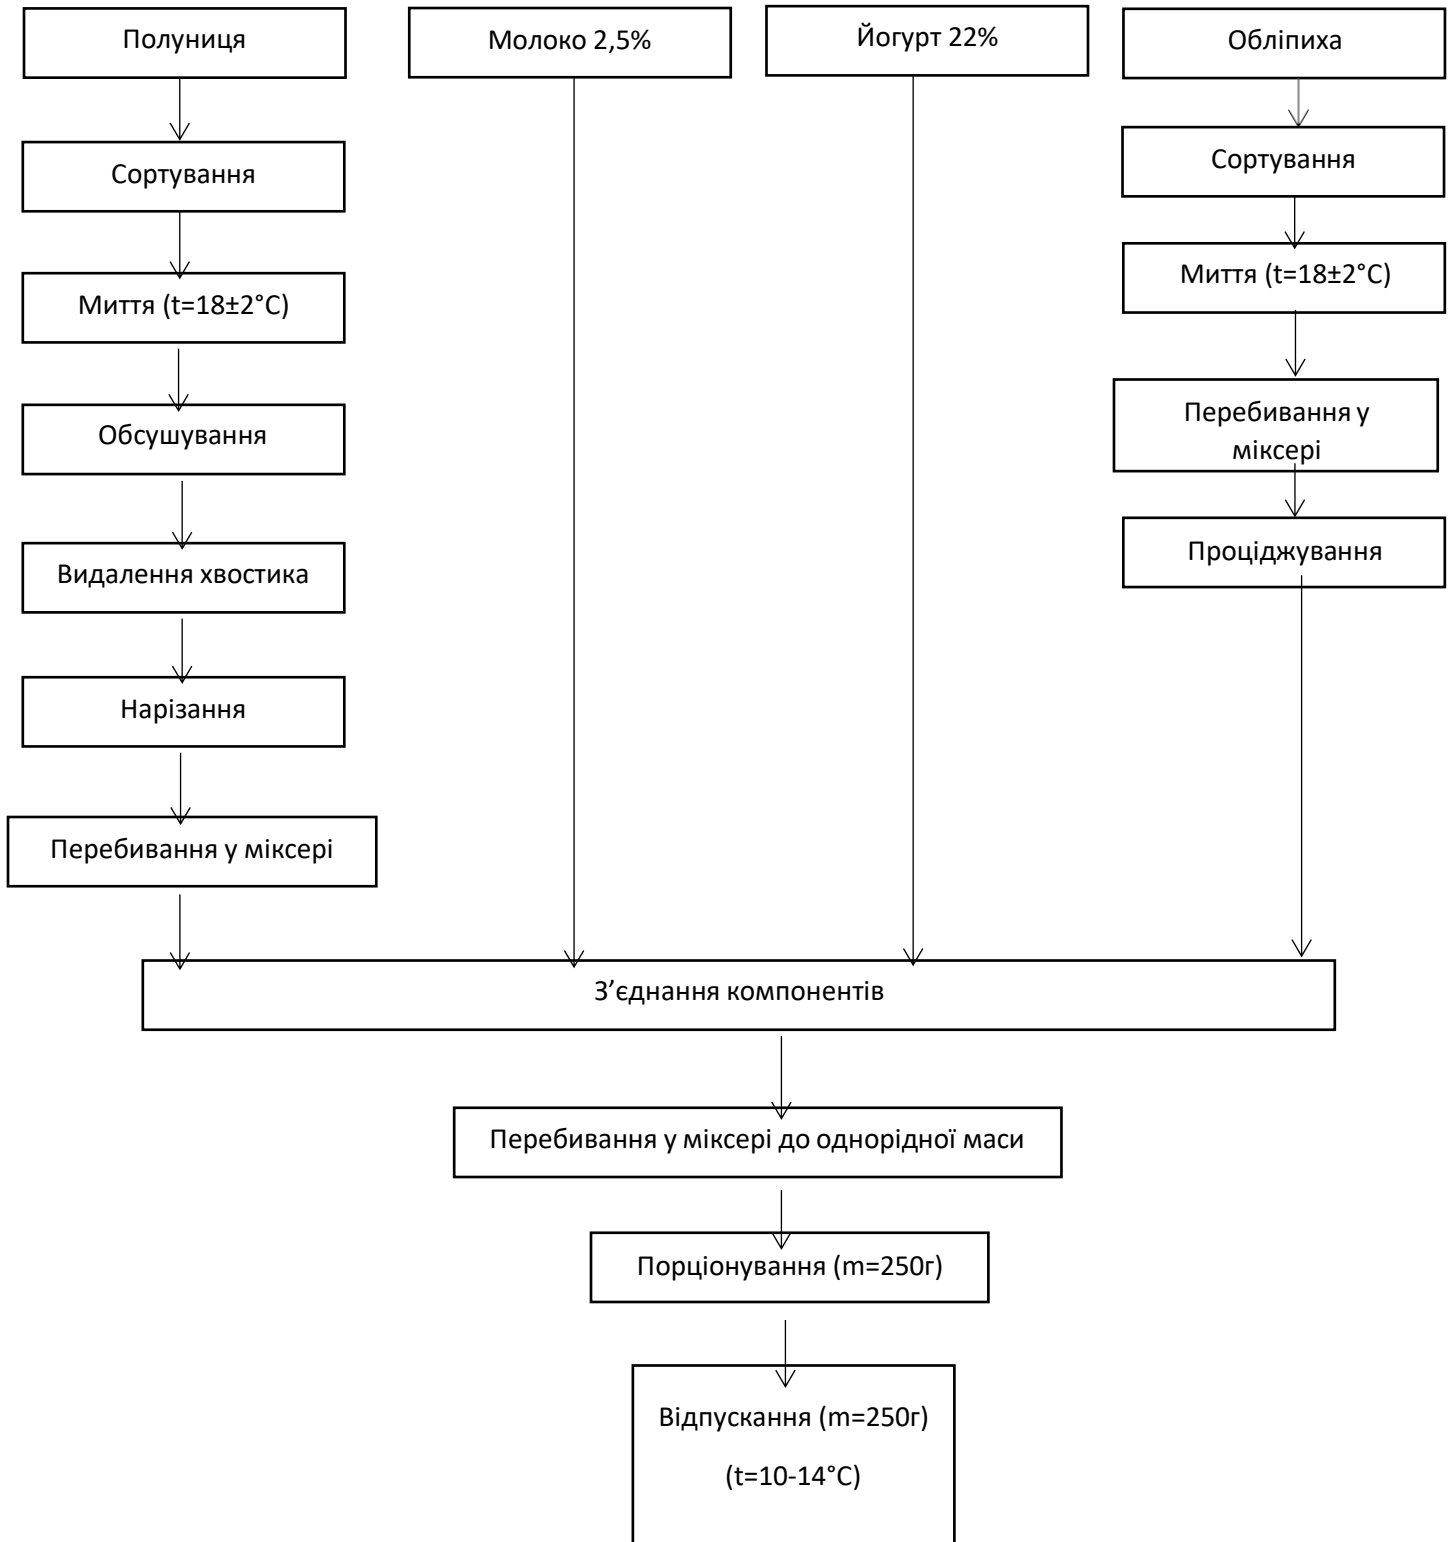 Полуниця
Молоко 2,5%
Йогурт 22%
Обліпиха
Сортування
Сортування
Миття (t=18±2°С)
Миття (t=18±2°С)
Обсушування
Перебивання у
міксері
Видалення хвостика
Проціджування
Нарізання
Перебивання у міксері
З’єднання компонентів
Перебивання у міксері до однорідної маси
Порціонування (m=250г)
Відпускання (m=250г)
(t=10-14°С)